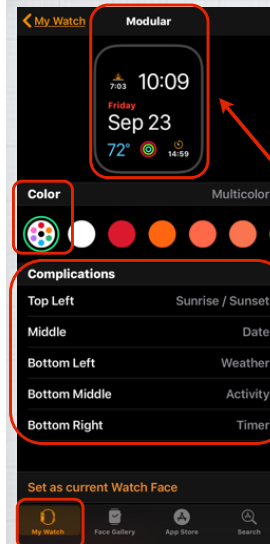 My Watch Modular
7:03 10:09
Friday
Sep 23
72° 14:59
Color Multicolor
Complications
Top Left Sunrise / Sunset
Middle Date
Bottom Left Weather
Bottom Middle Activity
Bottom Right Timer
Set as current Watch Face
My Watch Face Gallery App Store Search